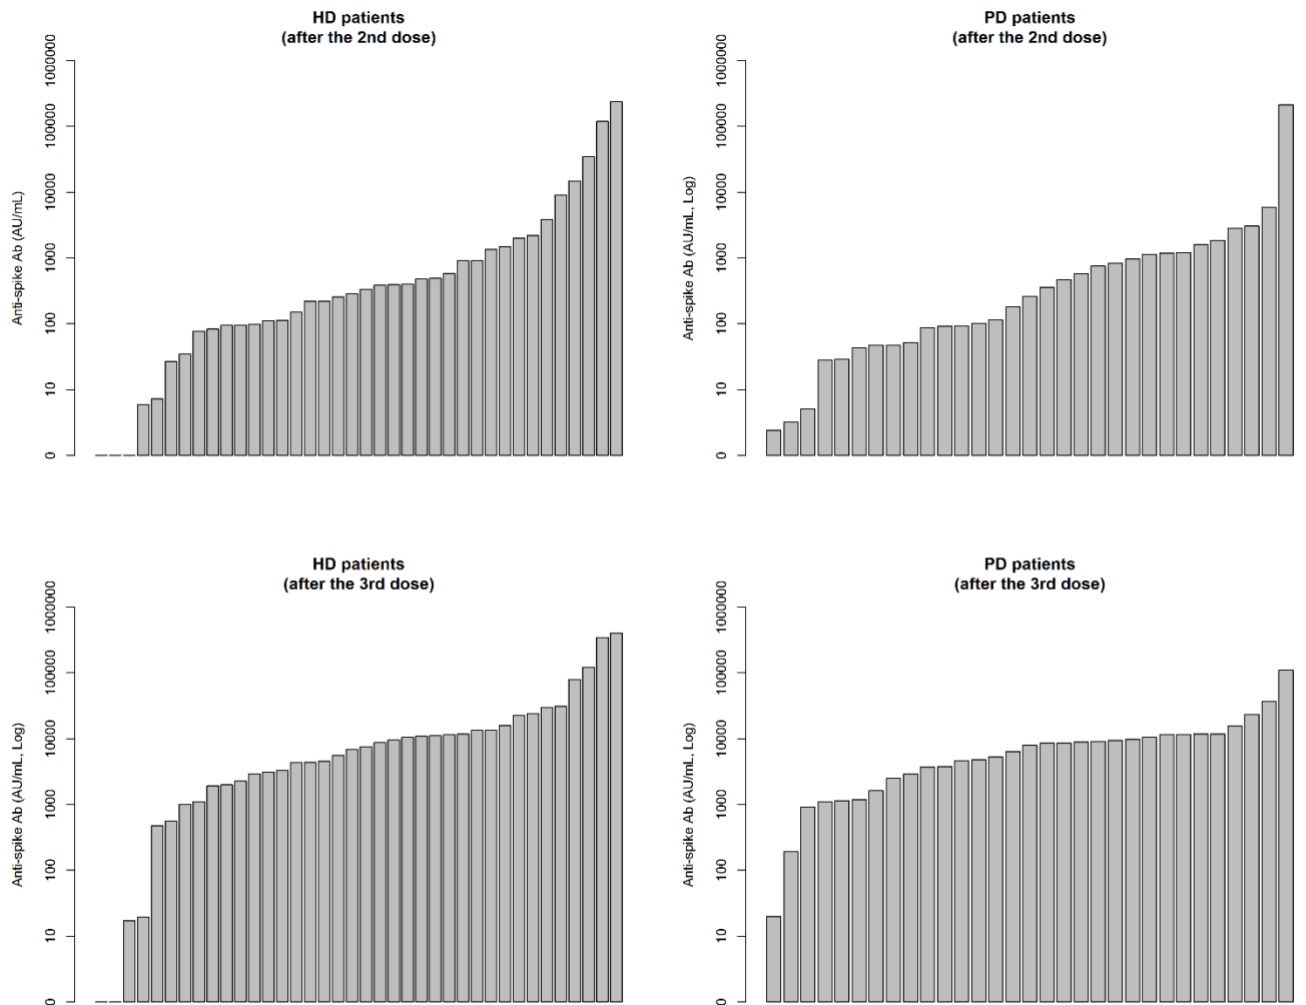 HD patients
(after the 2nd dose)
Anti-spike Ab (AU/mL)
1000000
100000
10000
1000
100
10
0
PD patients
(after the 2nd dose)
Anti-spike Ab (AU/mL, Log)
1000000
100000
10000
1000
100
10
0
HD patients
(after the 3rd dose)
Anti-spike Ab (AU/mL, Log)
1000000
100000
10000
1000
100
10
0
PD patients
(after the 3rd dose)
Anti-spike Ab (AU/mL, Log)
1000000
100000
10000
1000
100
10
0